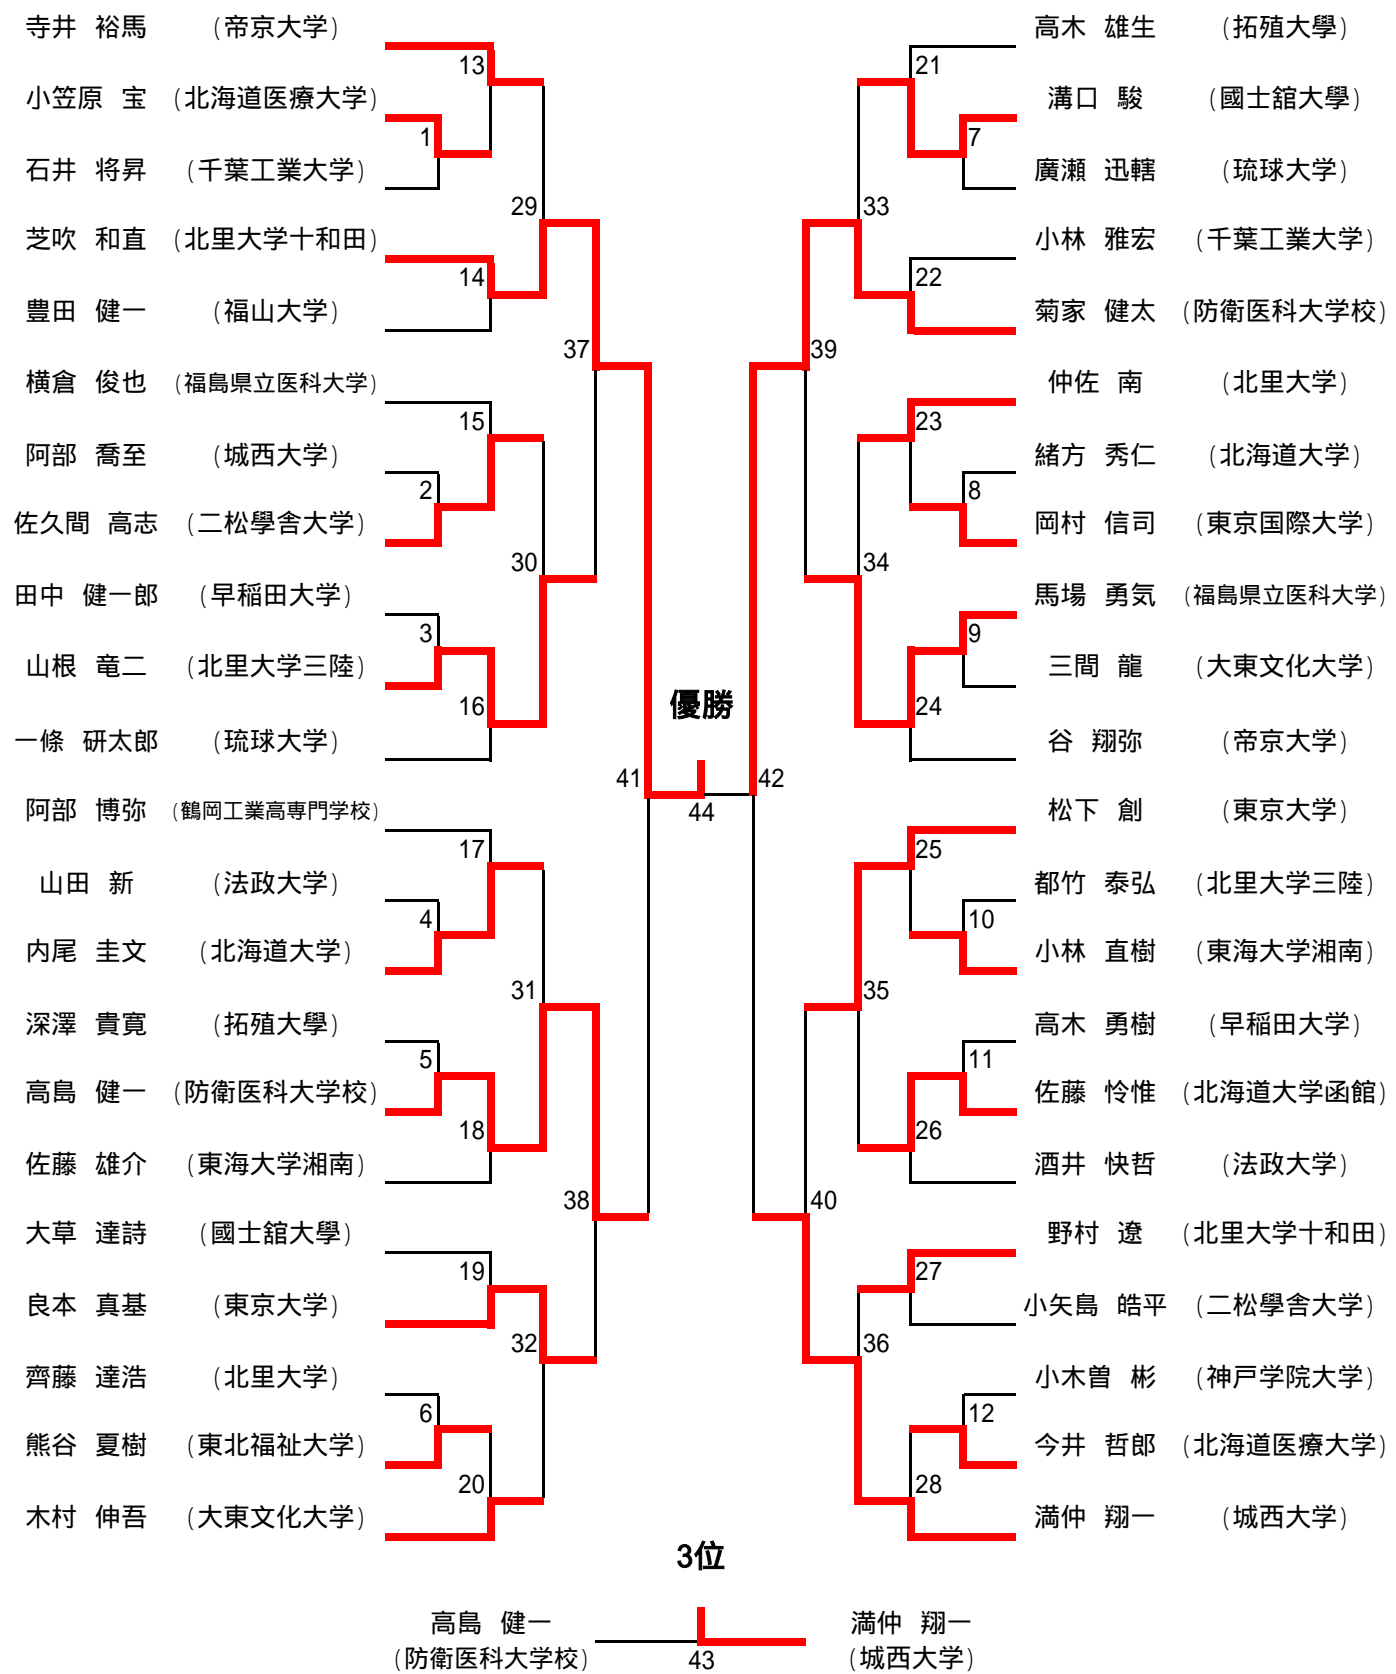 寺井 裕馬 (帝京大学)
13
小笠原 宝 (北海道医療大学)
1
石井 将昇 (千葉工業大学)
29
芝吹 和直 (北里大学十和田)
14
豊田 健一 (福山大学)
37
横倉 俊也 (福島県立医科大学)
15
阿部 喬至 (城西大学)
2
佐久間 高志 (二松學舎大学)
30
田中 健一郎 (早稲田大学)
3
山根 竜二 (北里大学三陸)
16
一條 研太郎 (琉球大学)
41
阿部 博弥 (鶴岡工業高専門学校)
17
山田 新 (法政大学)
4
内尾 圭文 (北海道大学)
31
深澤 貴寛 (拓殖大學)
5
高島 健一 (防衛医科大学校)
18
佐藤 雄介 (東海大学湘南)
38
大草 達詩 (國士舘大學)
19
良本 真基 (東京大学)
32
齊藤 達浩 (北里大学)
6
熊谷 夏樹 (東北福祉大学)
20
木村 伸吾 (大東文化大学)
優勝
44
高木 雄生 (拓殖大學)
21
溝口 駿 (國士舘大學)
7
廣瀬 迅轄 (琉球大学)
33
小林 雅宏 (千葉工業大学)
22
菊家 健太 (防衛医科大学校)
39
仲佐 南 (北里大学)
23
緒方 秀仁 (北海道大学)
8
岡村 信司 (東京国際大学)
34
馬場 勇気 (福島県立医科大学)
9
三間 龍 (大東文化大学)
24
谷 翔弥 (帝京大学)
42
松下 創 (東京大学)
25
都竹 泰弘 (北里大学三陸)
10
小林 直樹 (東海大学湘南)
35
高木 勇樹 (早稲田大学)
11
佐藤 怜惟 (北海道大学函館)
26
酒井 快哲 (法政大学)
40
野村 遼 (北里大学十和田)
27
小矢島 皓平 (二松學舎大学)
36
小木曽 彬 (神戸学院大学)
12
今井 哲郎 (北海道医療大学)
28
満仲 翔一 (城西大学)
3位
高島 健一
(防衛医科大学校)
43
満仲 翔一
(城西大学)